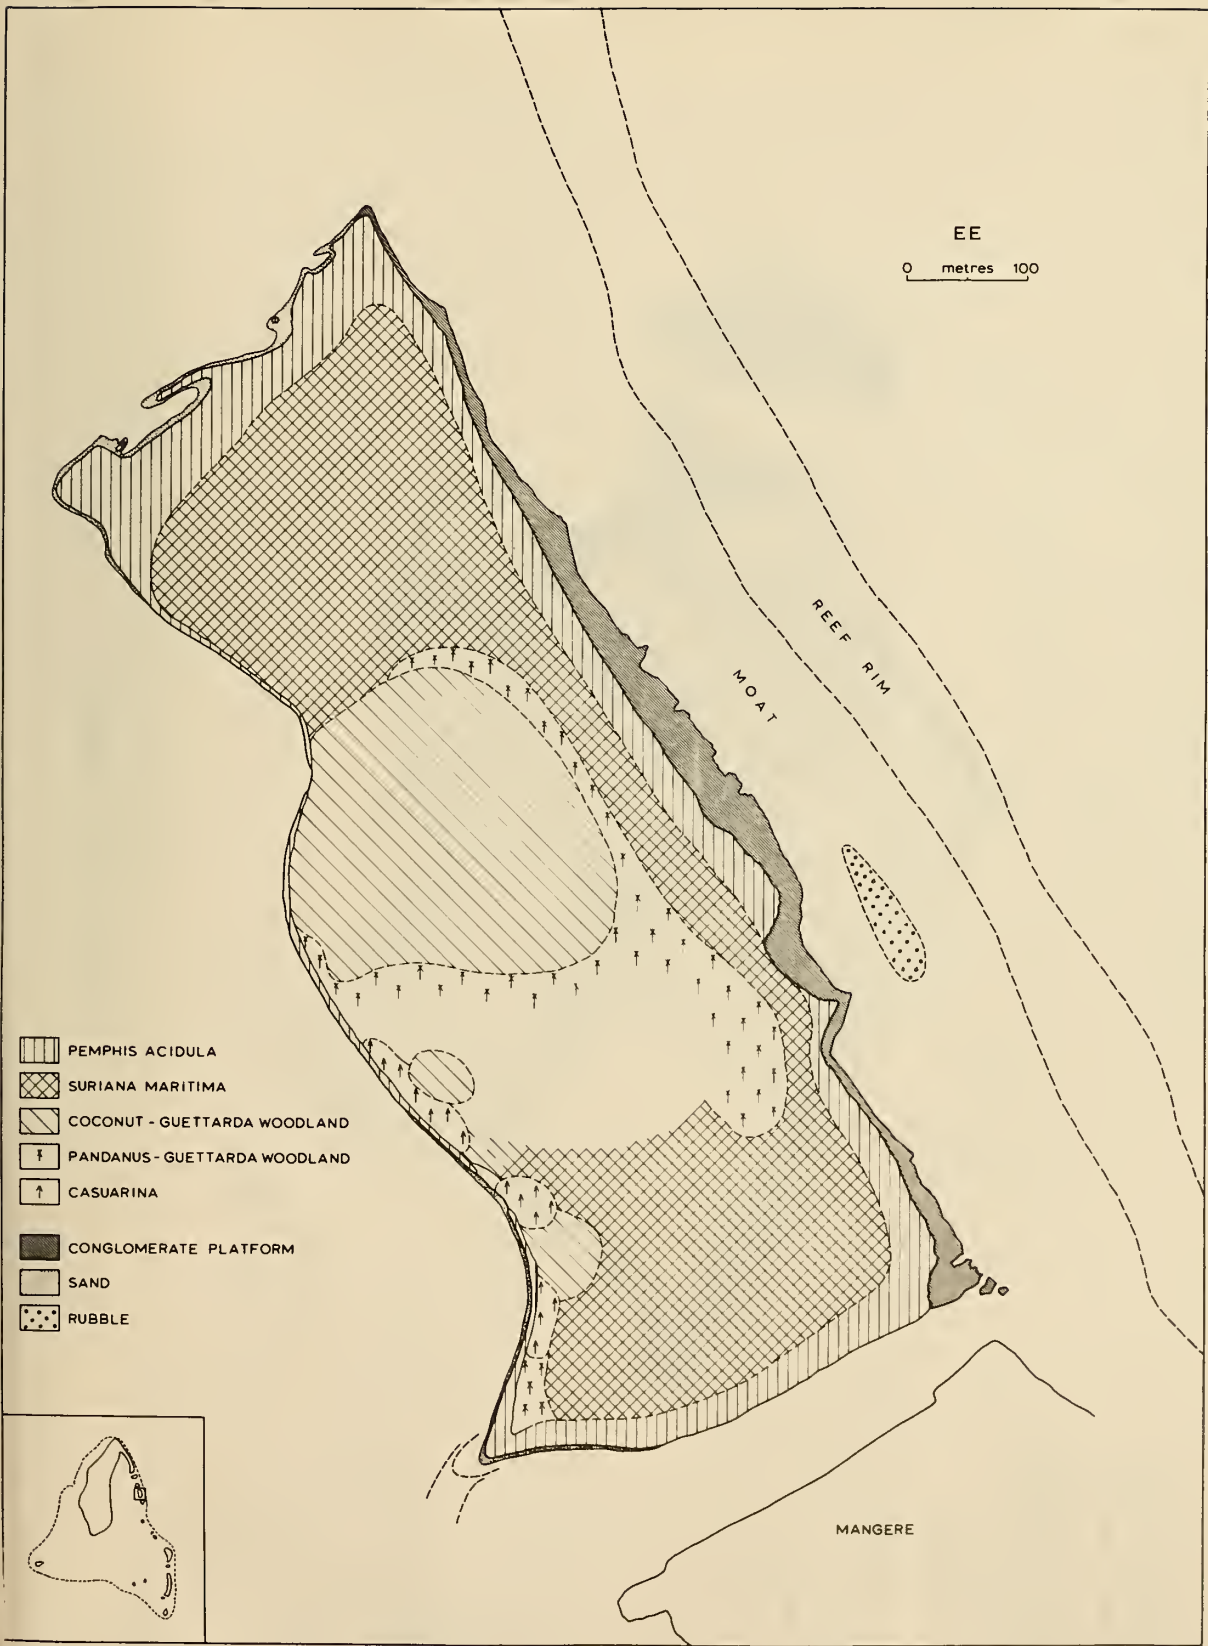 EE
0 metres 100
REEF RIM
MOAT
PEMPHIS ACIDULA
SURIANA MARITIMA
COCONUT - GUETTARDA WOODLAND
PANDANUS - GUETTARDA WOODLAND
CASUARINA
CONGLOMERATE PLATFORM
SAND
RUBBLE
MANGERE